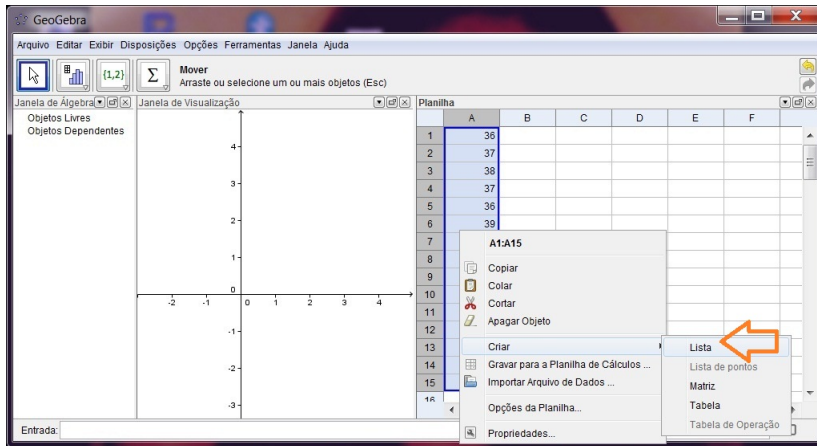 GeoGebra
Arquivo Editar Exibir Disposições Opções Ferramentas Janela Ajuda
{1,2} Σ Mover
Arraste ou selecione um ou mais objetos (Esc)
Janela de Álgebra Janela de Visualização Planilha
Objetos Livres
Objetos Dependentes
4
3
2
1
0
-2 -1 0 1 2 3 4
-1
-2
-3
A B C D E F
1 36
2 37
3 38
4 37
5 36
6 39
7
8
9
10
11
12
13
14
15
16
A1:A15
Copiar
Colar
Cortar
Apagar Objeto
Criar
Gravar para a Planilha de Cálculos ...
Importar Arquivo de Dados ...
Opções da Planilha...
Propriedades...
Lista
Lista de pontos
Matriz
Tabela
Tabela de Operação
Entrada: